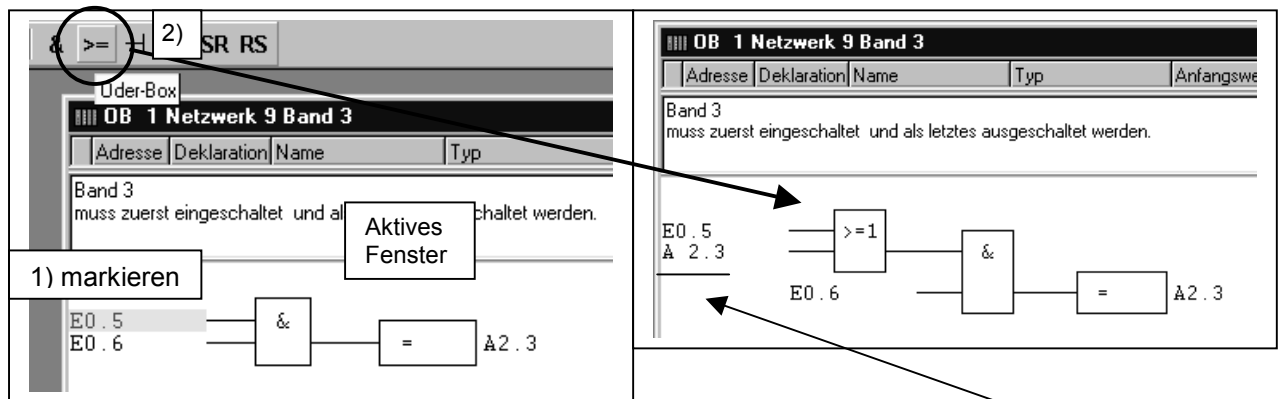 & >= 2) SR RS
Oder-Box
OB 1 Netzwerk 9 Band 3
Adresse Deklaration Name Typ
Band 3
muss zuerst eingeschaltet und al
schaltet werden.
Aktives
Fenster
1) markieren
E0.5 &
E0.6 = A2.3
OB 1 Netzwerk 9 Band 3
Adresse Deklaration Name Typ Anfangswe
Band 3
muss zuerst eingeschaltet und als letztes ausgeschaltet werden.
E0.5 >=1
A 2.3 &
E0.6 = A2.3